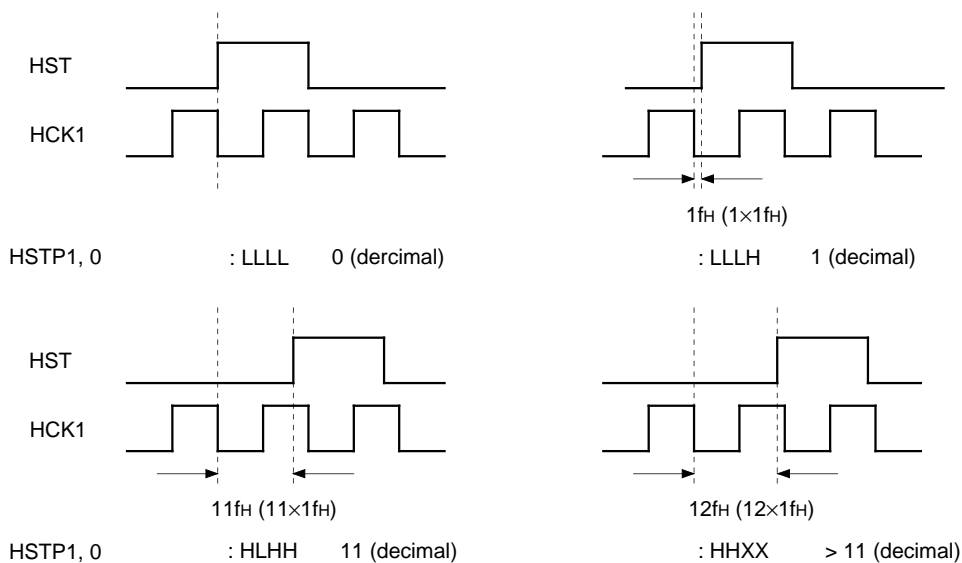 HST
HCK1
1fH (1×1fH)
HSTP1, 0 : LLLL 0 (dercimal) : LLLH 1 (decimal)
HST
HCK1
11fH (11×1fH) 12fH (12×1fH)
HSTP1, 0 : HLHH 11 (decimal) : HHXX > 11 (decimal)